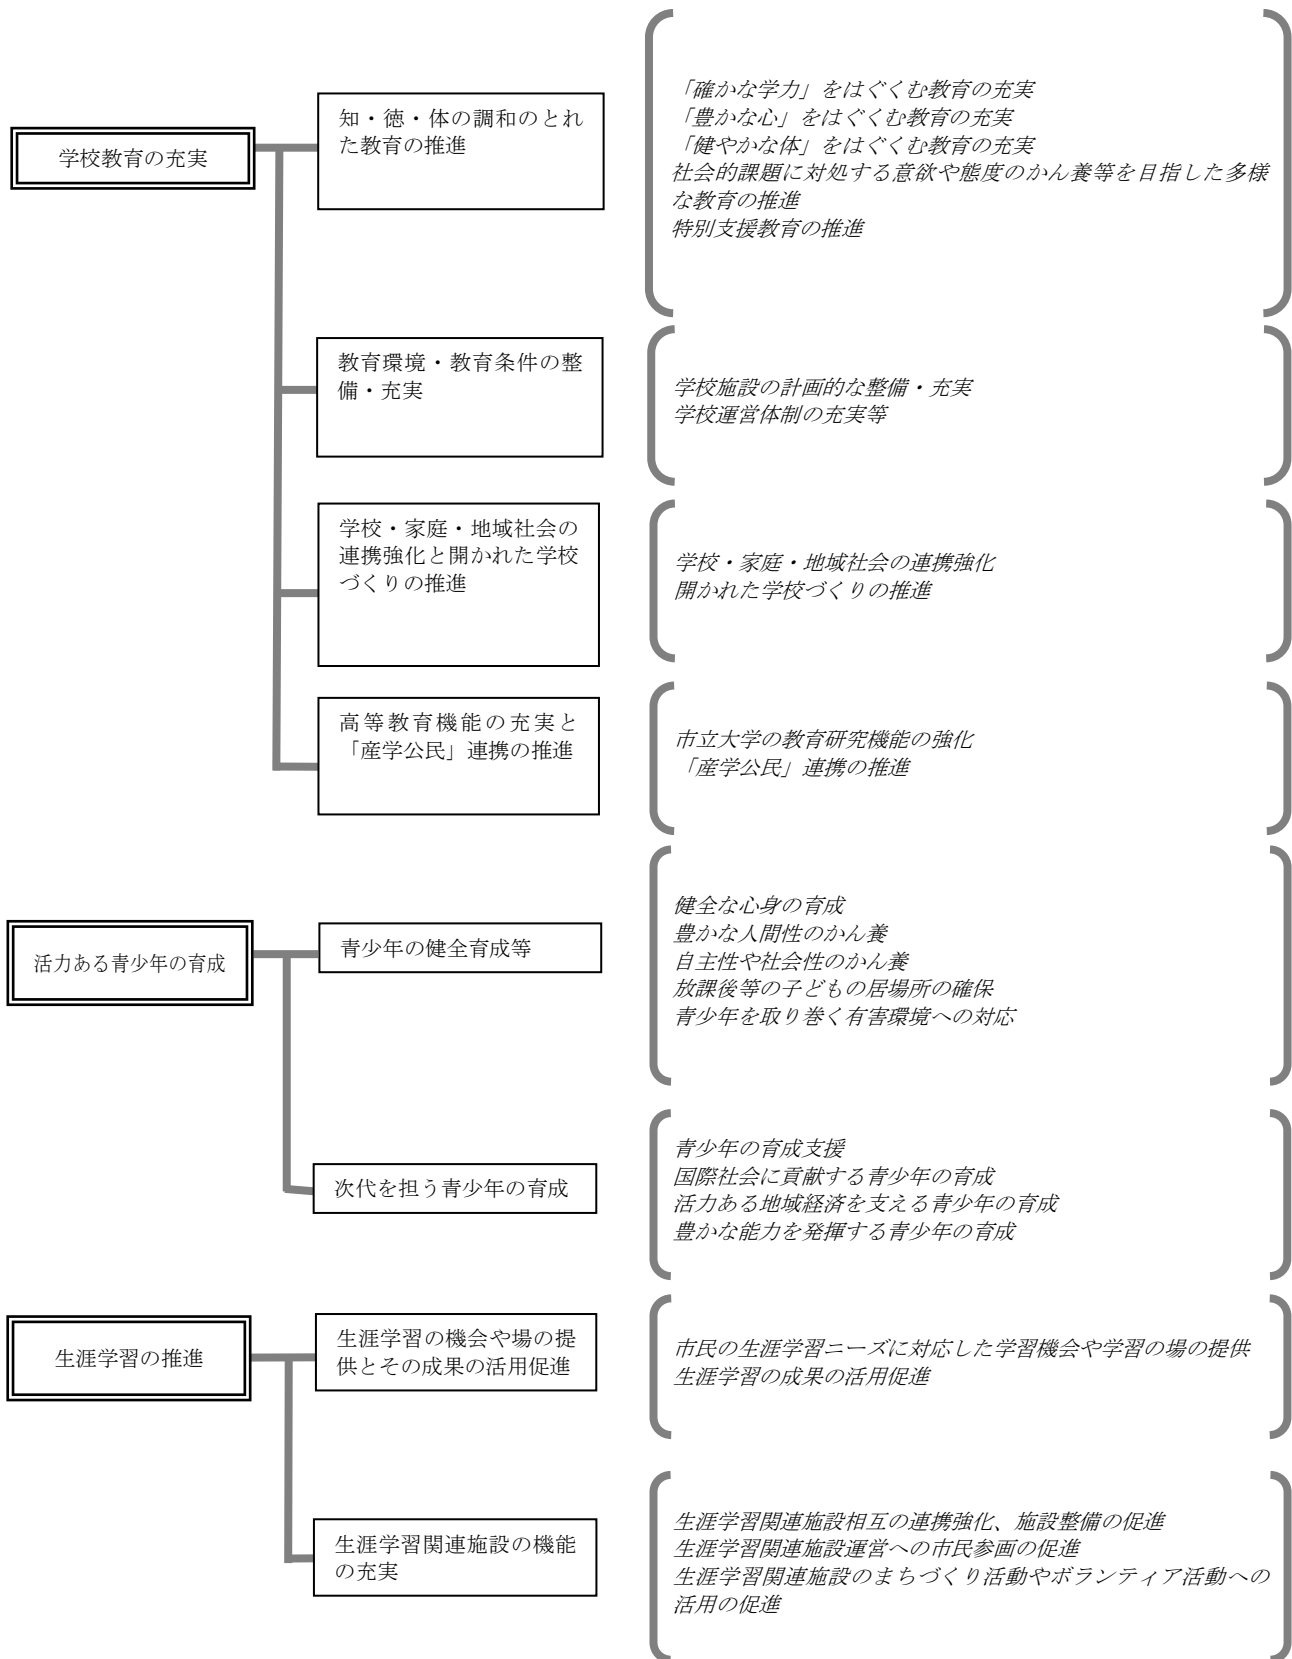 学校教育の充実
知・徳・体の調和のとれ
た教育の推進
「確かな学力」をはぐくむ教育の充実
「豊かな心」をはぐくむ教育の充実
「健やかな体」をはぐくむ教育の充実
社会的課題に対処する意欲や態度のかん養等を目指した多様
な教育の推進
特別支援教育の推進
教育環境・教育条件の整
備・充実
学校施設の計画的な整備・充実
学校運営体制の充実等
学校・家庭・地域社会の
連携強化と開かれた学校
づくりの推進
学校・家庭・地域社会の連携強化
開かれた学校づくりの推進
高等教育機能の充実と
「産学公民」連携の推進
市立大学の教育研究機能の強化
「産学公民」連携の推進
活力ある青少年の育成
青少年の健全育成等
健全な心身の育成
豊かな人間性のかん養
自主性や社会性のかん養
放課後等の子どもの居場所の確保
青少年を取り巻く有害環境への対応
次代を担う青少年の育成
青少年の育成支援
国際社会に貢献する青少年の育成
活力ある地域経済を支える青少年の育成
豊かな能力を発揮する青少年の育成
生涯学習の推進
生涯学習の機会や場の提
供とその成果の活用促進
市民の生涯学習ニーズに対応した学習機会や学習の場の提供
生涯学習の成果の活用促進
生涯学習関連施設の機能
の充実
生涯学習関連施設相互の連携強化、施設整備の促進
生涯学習関連施設運営への市民参画の促進
生涯学習関連施設のまちづくり活動やボランティア活動への
活用の促進